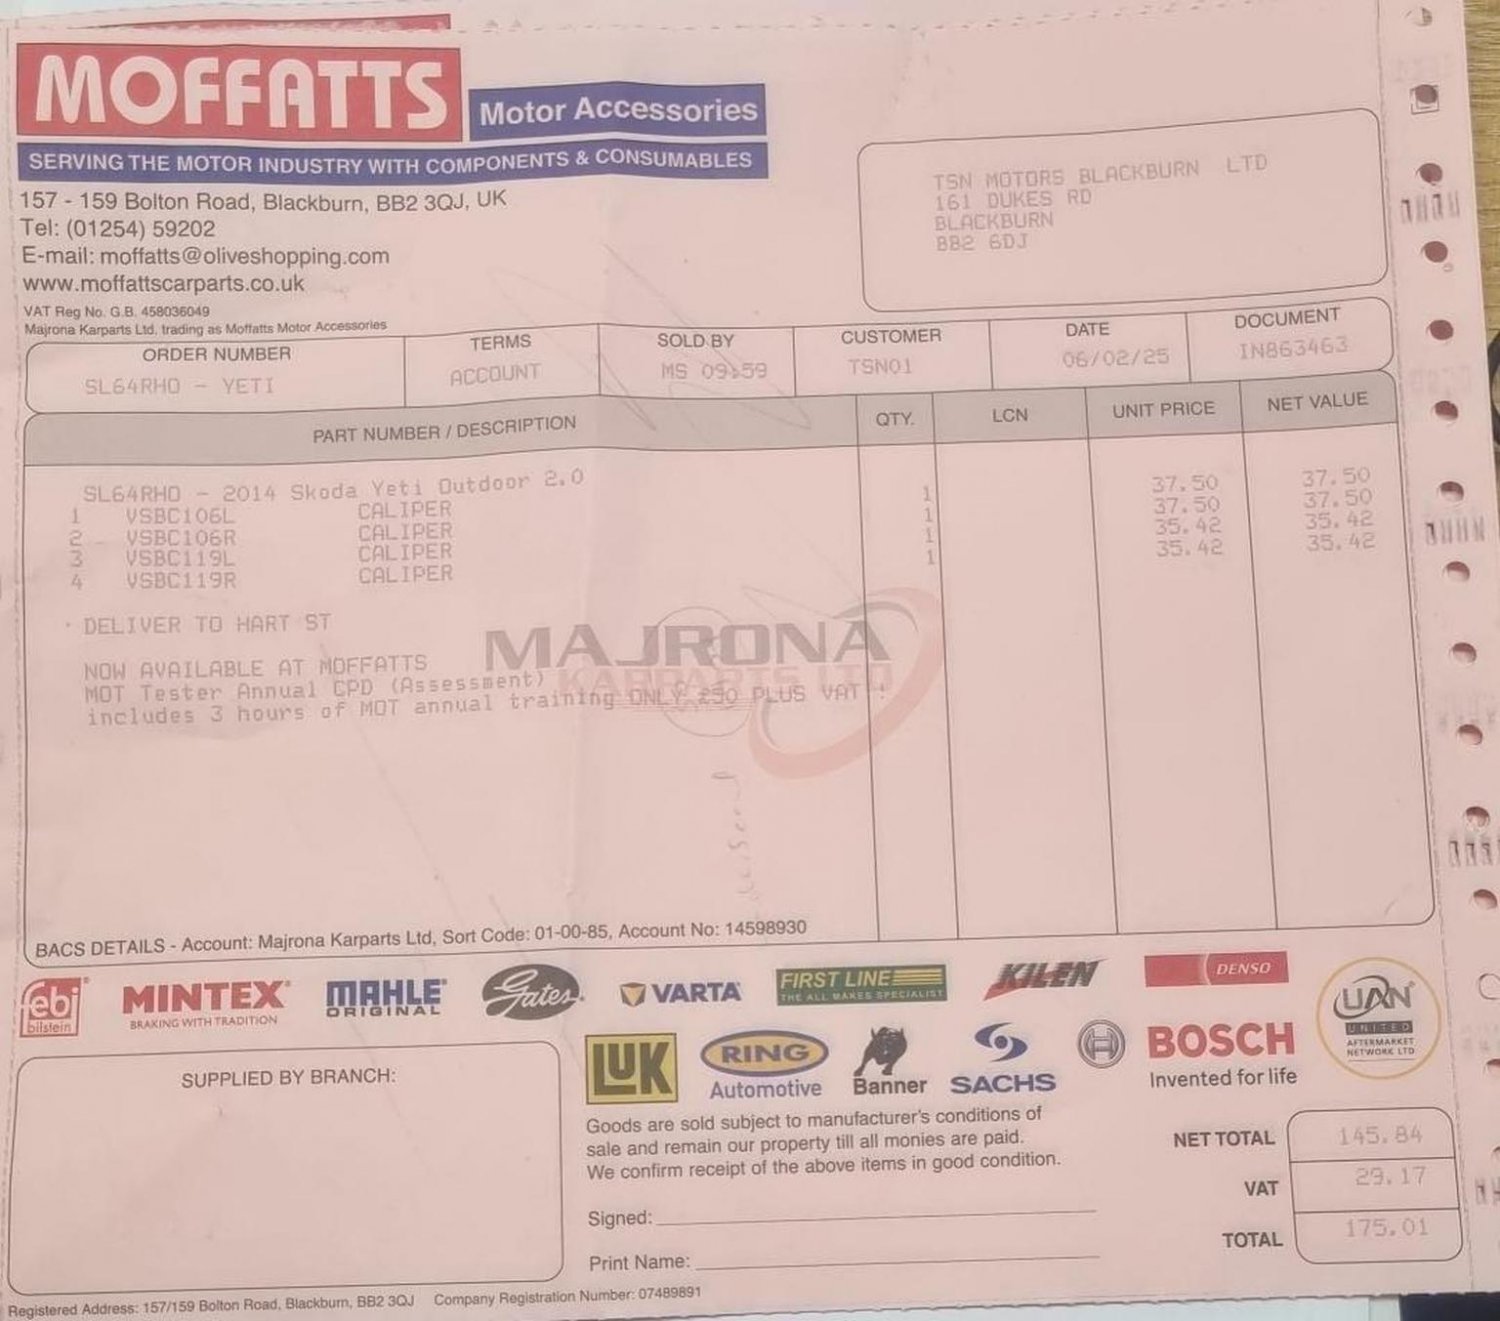 MOFFATTS
Motor Accessories
SERVING THE MOTOR INDUSTRY WITH COMPONENTS & CONSUMABLES
157 - 159 Bolton Road, Blackburn, BB2 3QJ, UK
Tel: (01254) 59202
E-mail: moffatts@oliveshopping.com
www.moffattscarparts.co.uk
VAT Reg No. G.B. 458036049
Majrona Karparts Ltd. trading as Moffatts Motor Accessories
TSN MOTORS BLACKBURN LTD
161 DUKES RD
BLACKBURN
BB2 6DJ
ORDER NUMBER TERMS SOLD BY CUSTOMER DATE DOCUMENT
SL64RHO - YETI ACCOUNT MS 09:59 TSN01 06/02/25 IN863463
PART NUMBER / DESCRIPTION QTY. LCN UNIT PRICE NET VALUE
SL64RHO - 2014 Skoda Yeti Outdoor 2.0
1 VSBC106L CALIPER 1 37.50 37.50
2 VSBC106R CALIPER 1 37.50 37.50
3 VSBC119L CALIPER 1 35.42 35.42
4 VSBC119R CALIPER 1 35.42 35.42
DELIVER TO HART ST
NOW AVAILABLE AT MOFFATTS
MOT Tester Annual CPD (Assessment)
includes 3 hours of MOT annual training ONLY £50 PLUS VAT !
MAJRONA
KARPARTS LTD
BACS DETAILS - Account: Majrona Karparts Ltd, Sort Code: 01-00-85, Account No: 14598930
febi
bilstein
MINTEX
BRAKING WITH TRADITION
MAHLE
ORIGINAL
Gates
VARTA
FIRST LINE
THE ALL MAKES SPECIALIST
KILEN
DENSO
UAN
UNITED
AFTERMARKET
NETWORK LTD
LUK
RING
Automotive
Banner
SACHS
BOSCH
Invented for life
SUPPLIED BY BRANCH:
Goods are sold subject to manufacturer's conditions of
sale and remain our property till all monies are paid.
We confirm receipt of the above items in good condition.
Signed:
Print Name:
NET TOTAL 145.84
VAT 29.17
TOTAL 175.01
Registered Address: 157/159 Bolton Road, Blackburn, BB2 3QJ Company Registration Number: 07489891